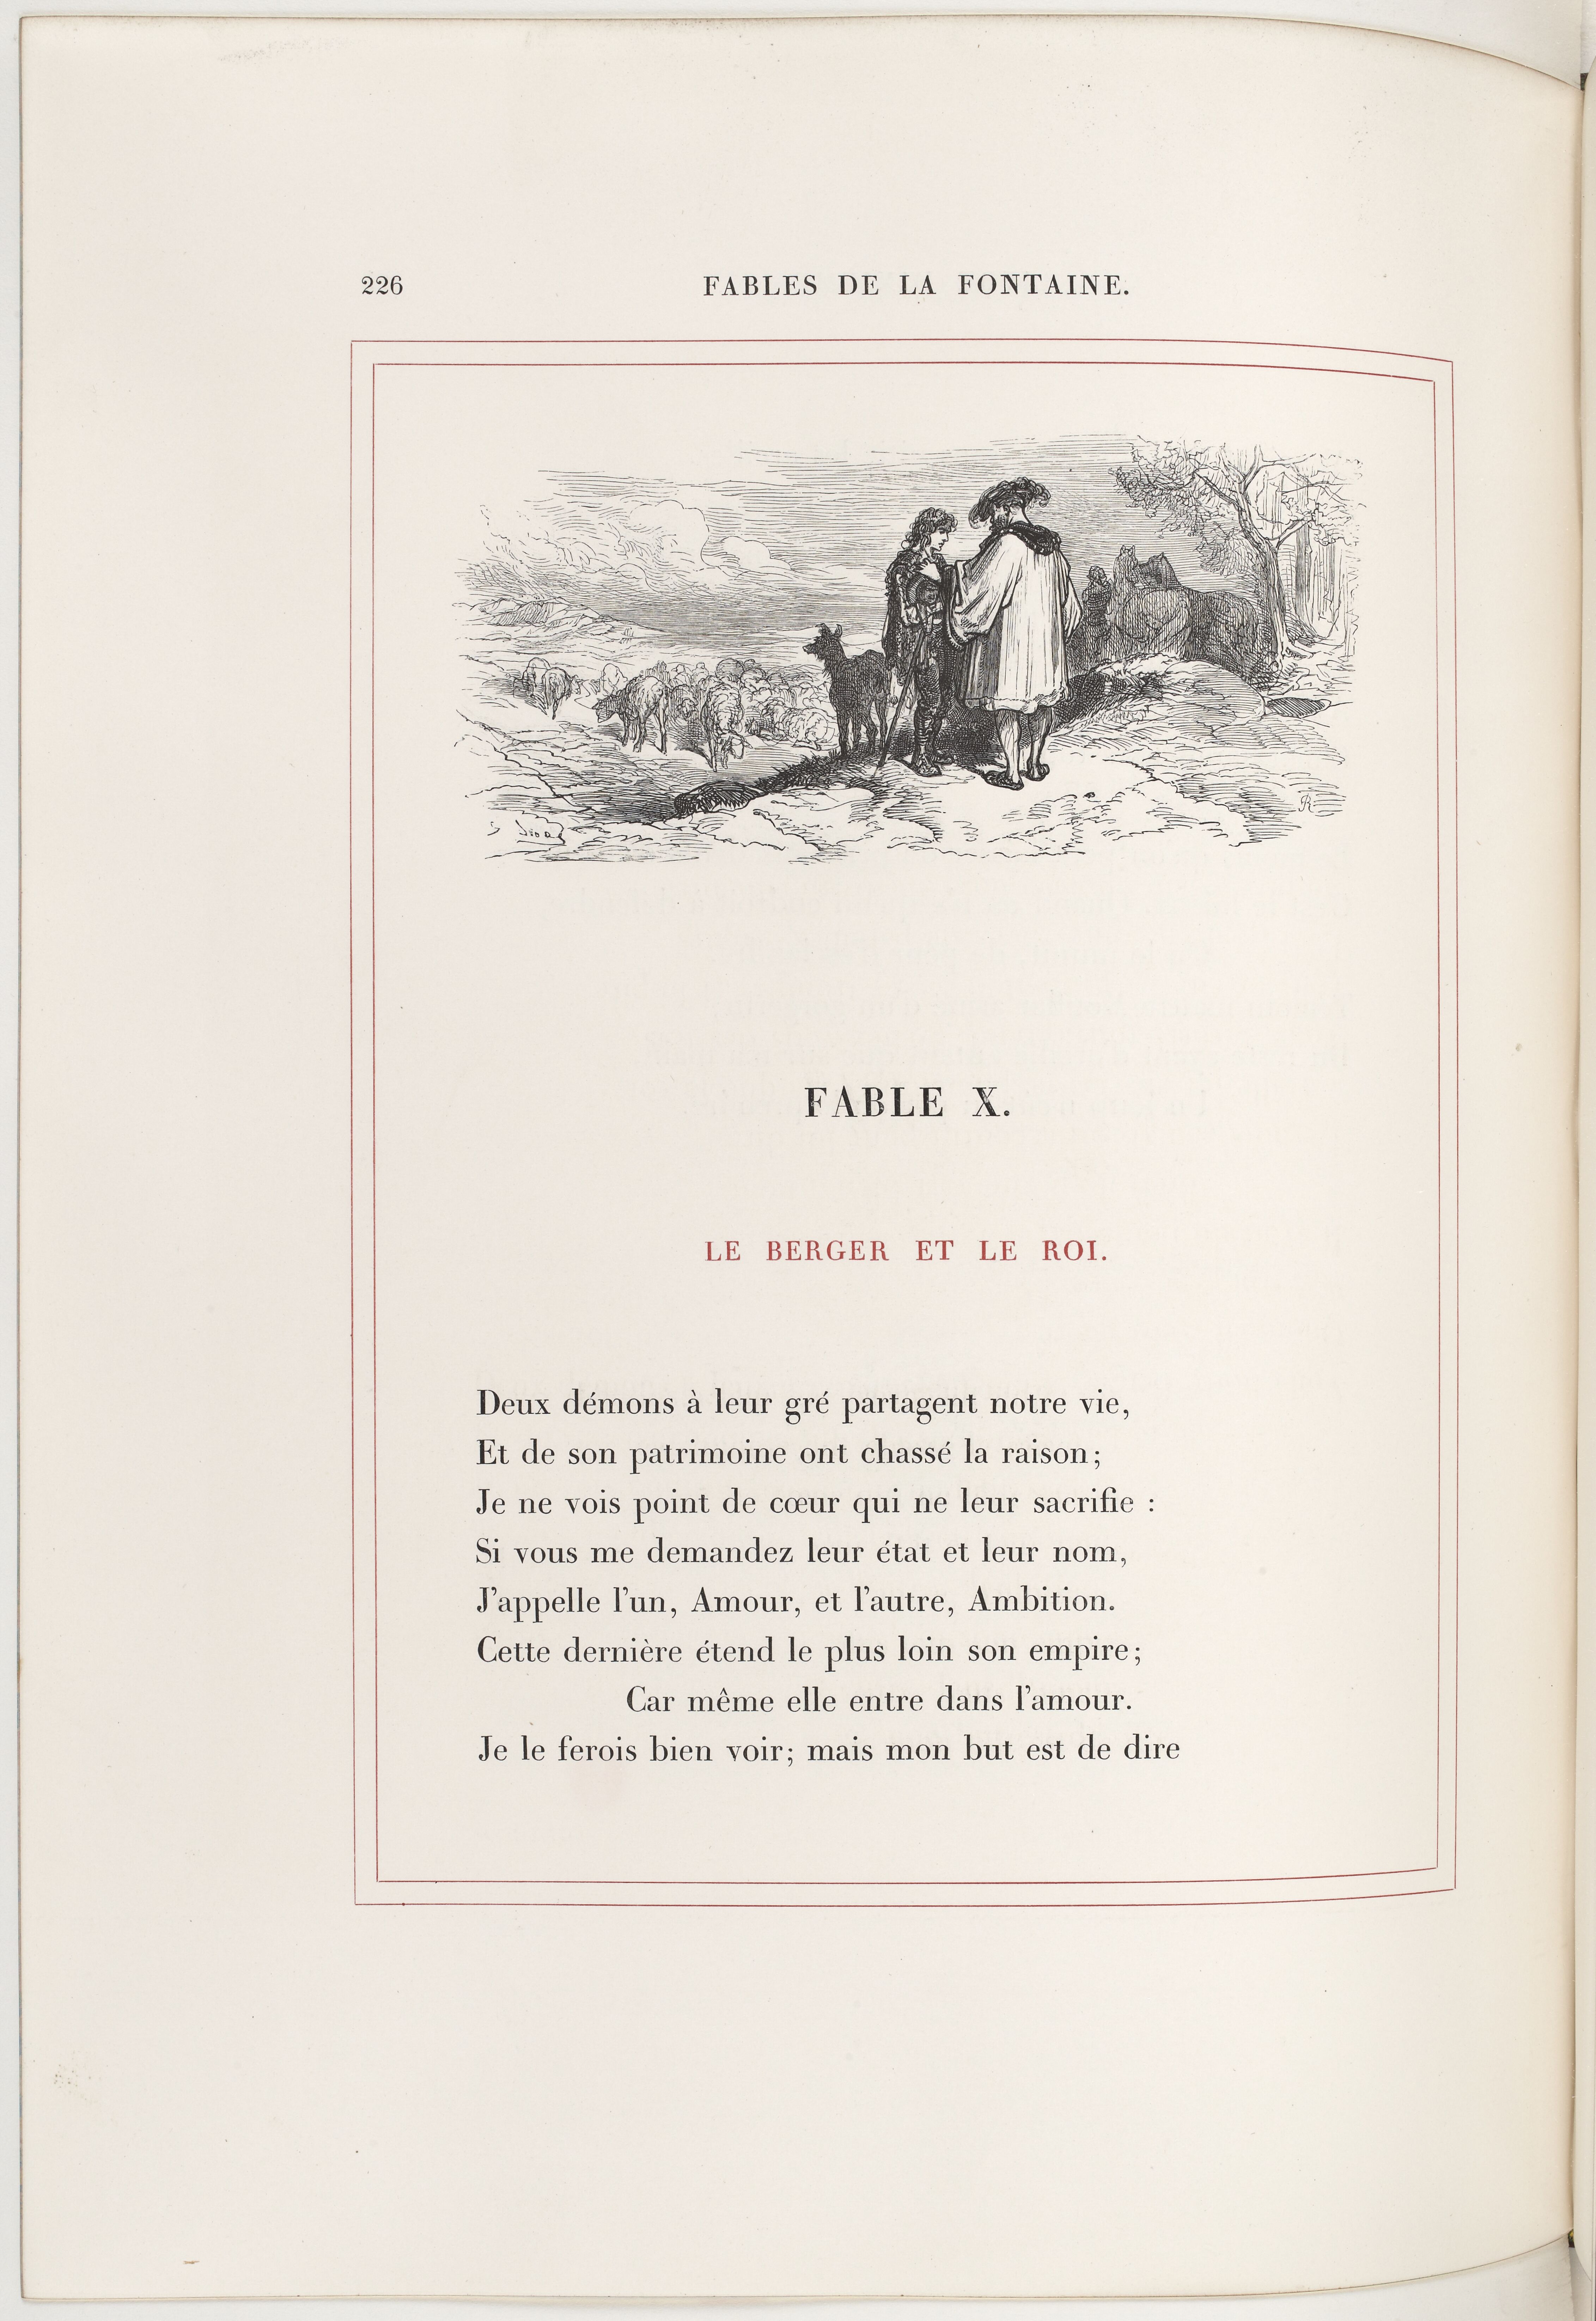 226
FABLES DE LA FONTAINE.
FABLE X.
LE BERGER ET LE ROI.
Deux démons à leur gré partagent notre vie,
Et de son patrimoine ont chassé la raison;
Je ne vois point de cœur qui ne leur sacrifie :
Si vous me demandez leur état et leur nom,
J'appelle l'un, Amour, et l'autre, Ambition.
Cette dernière étend le plus loin son empire;
Car même elle entre dans l'amour.
Je le ferois bien voir; mais mon but est de dire